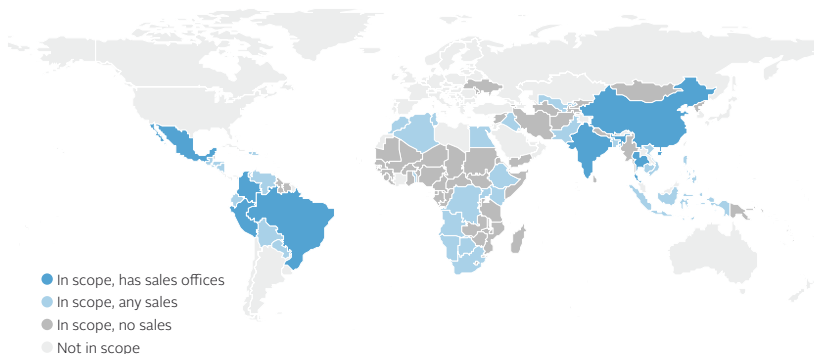 In scope, has sales offices
In scope, any sales
In scope, no sales
Not in scope